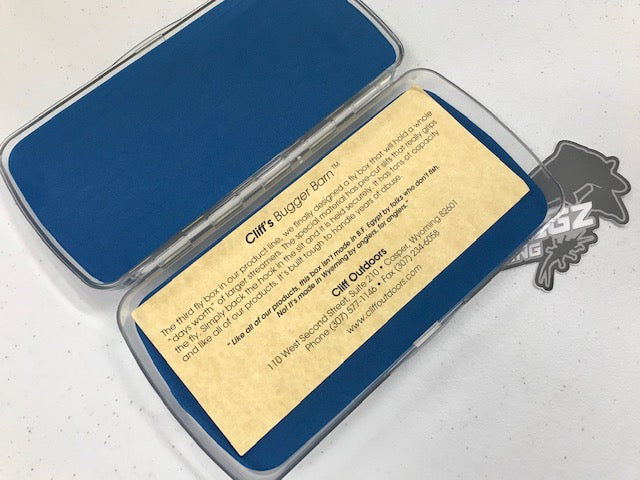 Cliff's Bugger Barn™
The third fly box in our product line, we finally designed a fly box that will hold a whole
"days worth" of larger streamers. The special material has pre-cut slits that really grips
the fly. Simply back the hook in the slit and it is held securely. It has tons of capacity
and like all of our products, it's built tough to handle years of abuse.
"Like all of our products, this box isn't made in B.F. Egypt by folks who don't fish.
No! It's made in Wyoming by anglers, for anglers."
Cliff Outdoors
110 West Second Street, Suite 210 • Casper, Wyoming 82601
Phone (307) 577-1146 • Fax (307) 234-6058
www.cliffoutdoors.com